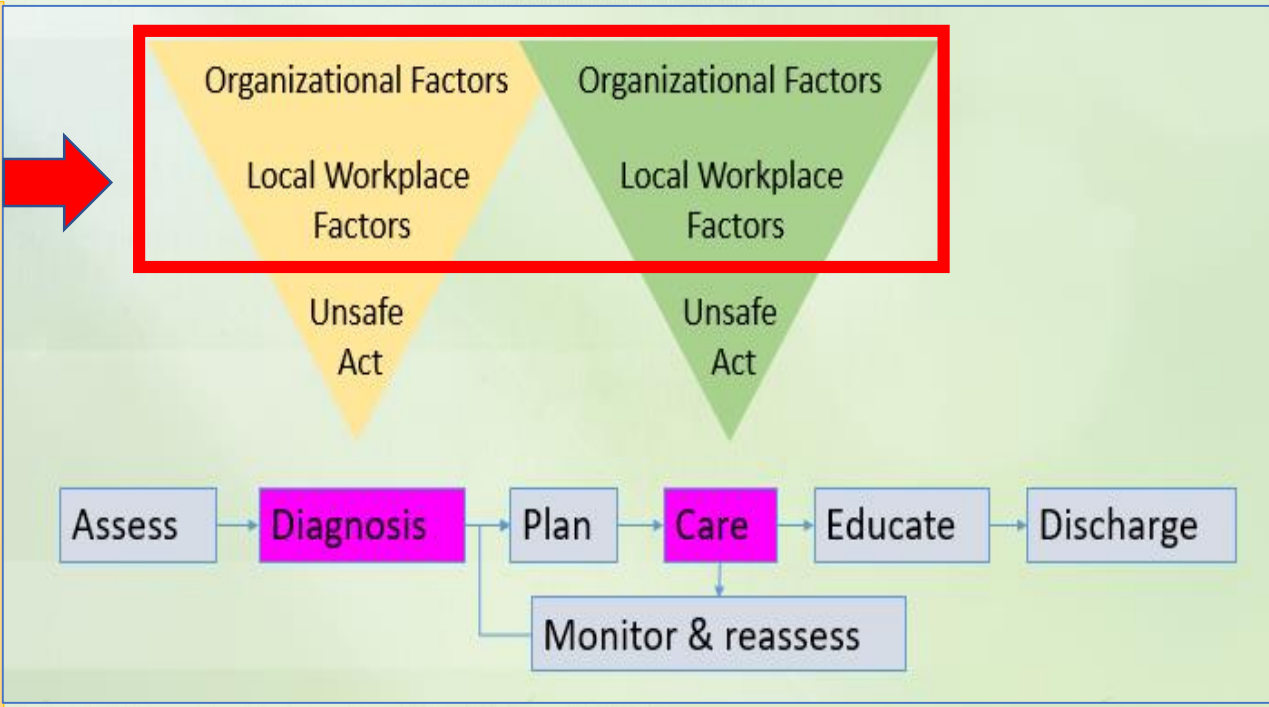 Organizational Factors
Local Workplace
Factors
Unsafe
Act
Organizational Factors
Local Workplace
Factors
Unsafe
Act
Assess
Diagnosis
Plan
Care
Educate
Discharge
Monitor & reassess